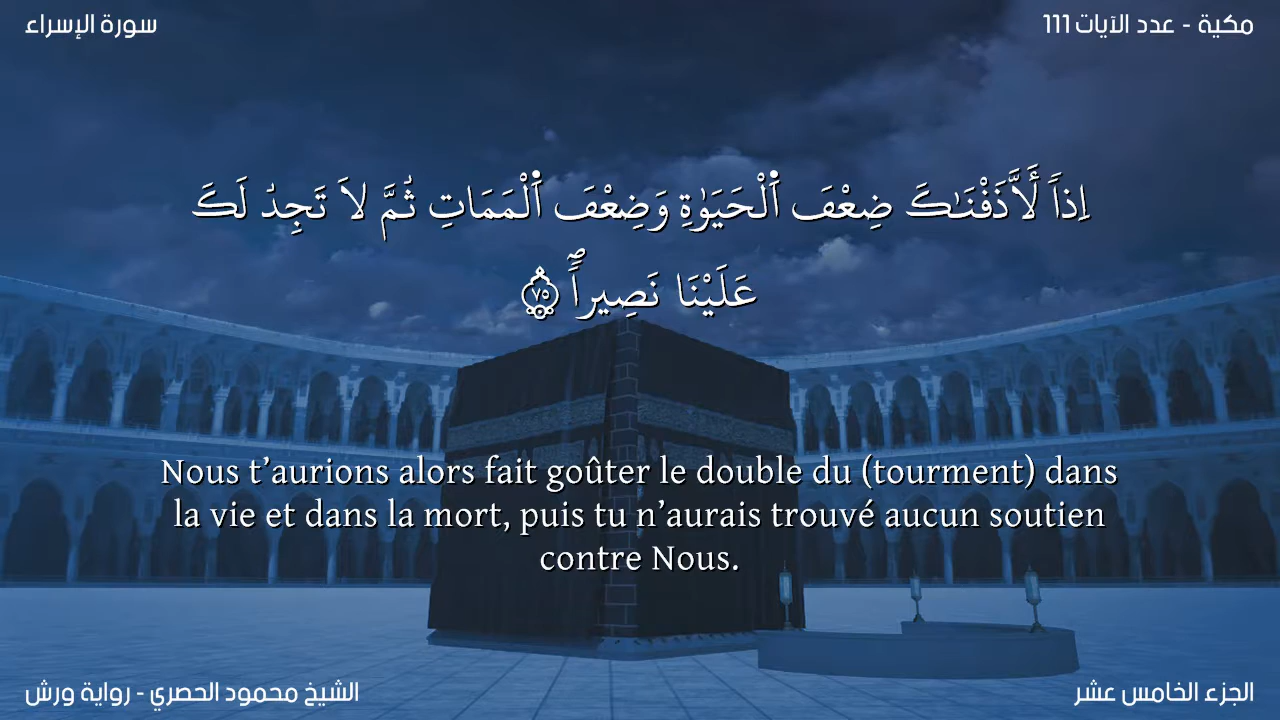 سورة الإسراء
مكية - عدد الآيات 111
اِذاٗ لَّأَذَقْنَٰكَ ضِعْفَ اَ۬لْحَيَوٰةِ وَضِعْفَ اَ۬لْمَمَاتِ ثُمَّ لَا تَجِدُ لَكَ
عَلَيْنَا نَصِيراٗۖ ٧٥
Nous t’aurions alors fait goûter le double du (tourment) dans
la vie et dans la mort, puis tu n’aurais trouvé aucun soutien
contre Nous.
الشيخ محمود الحصري - رواية ورش
الجزء الخامس عشر